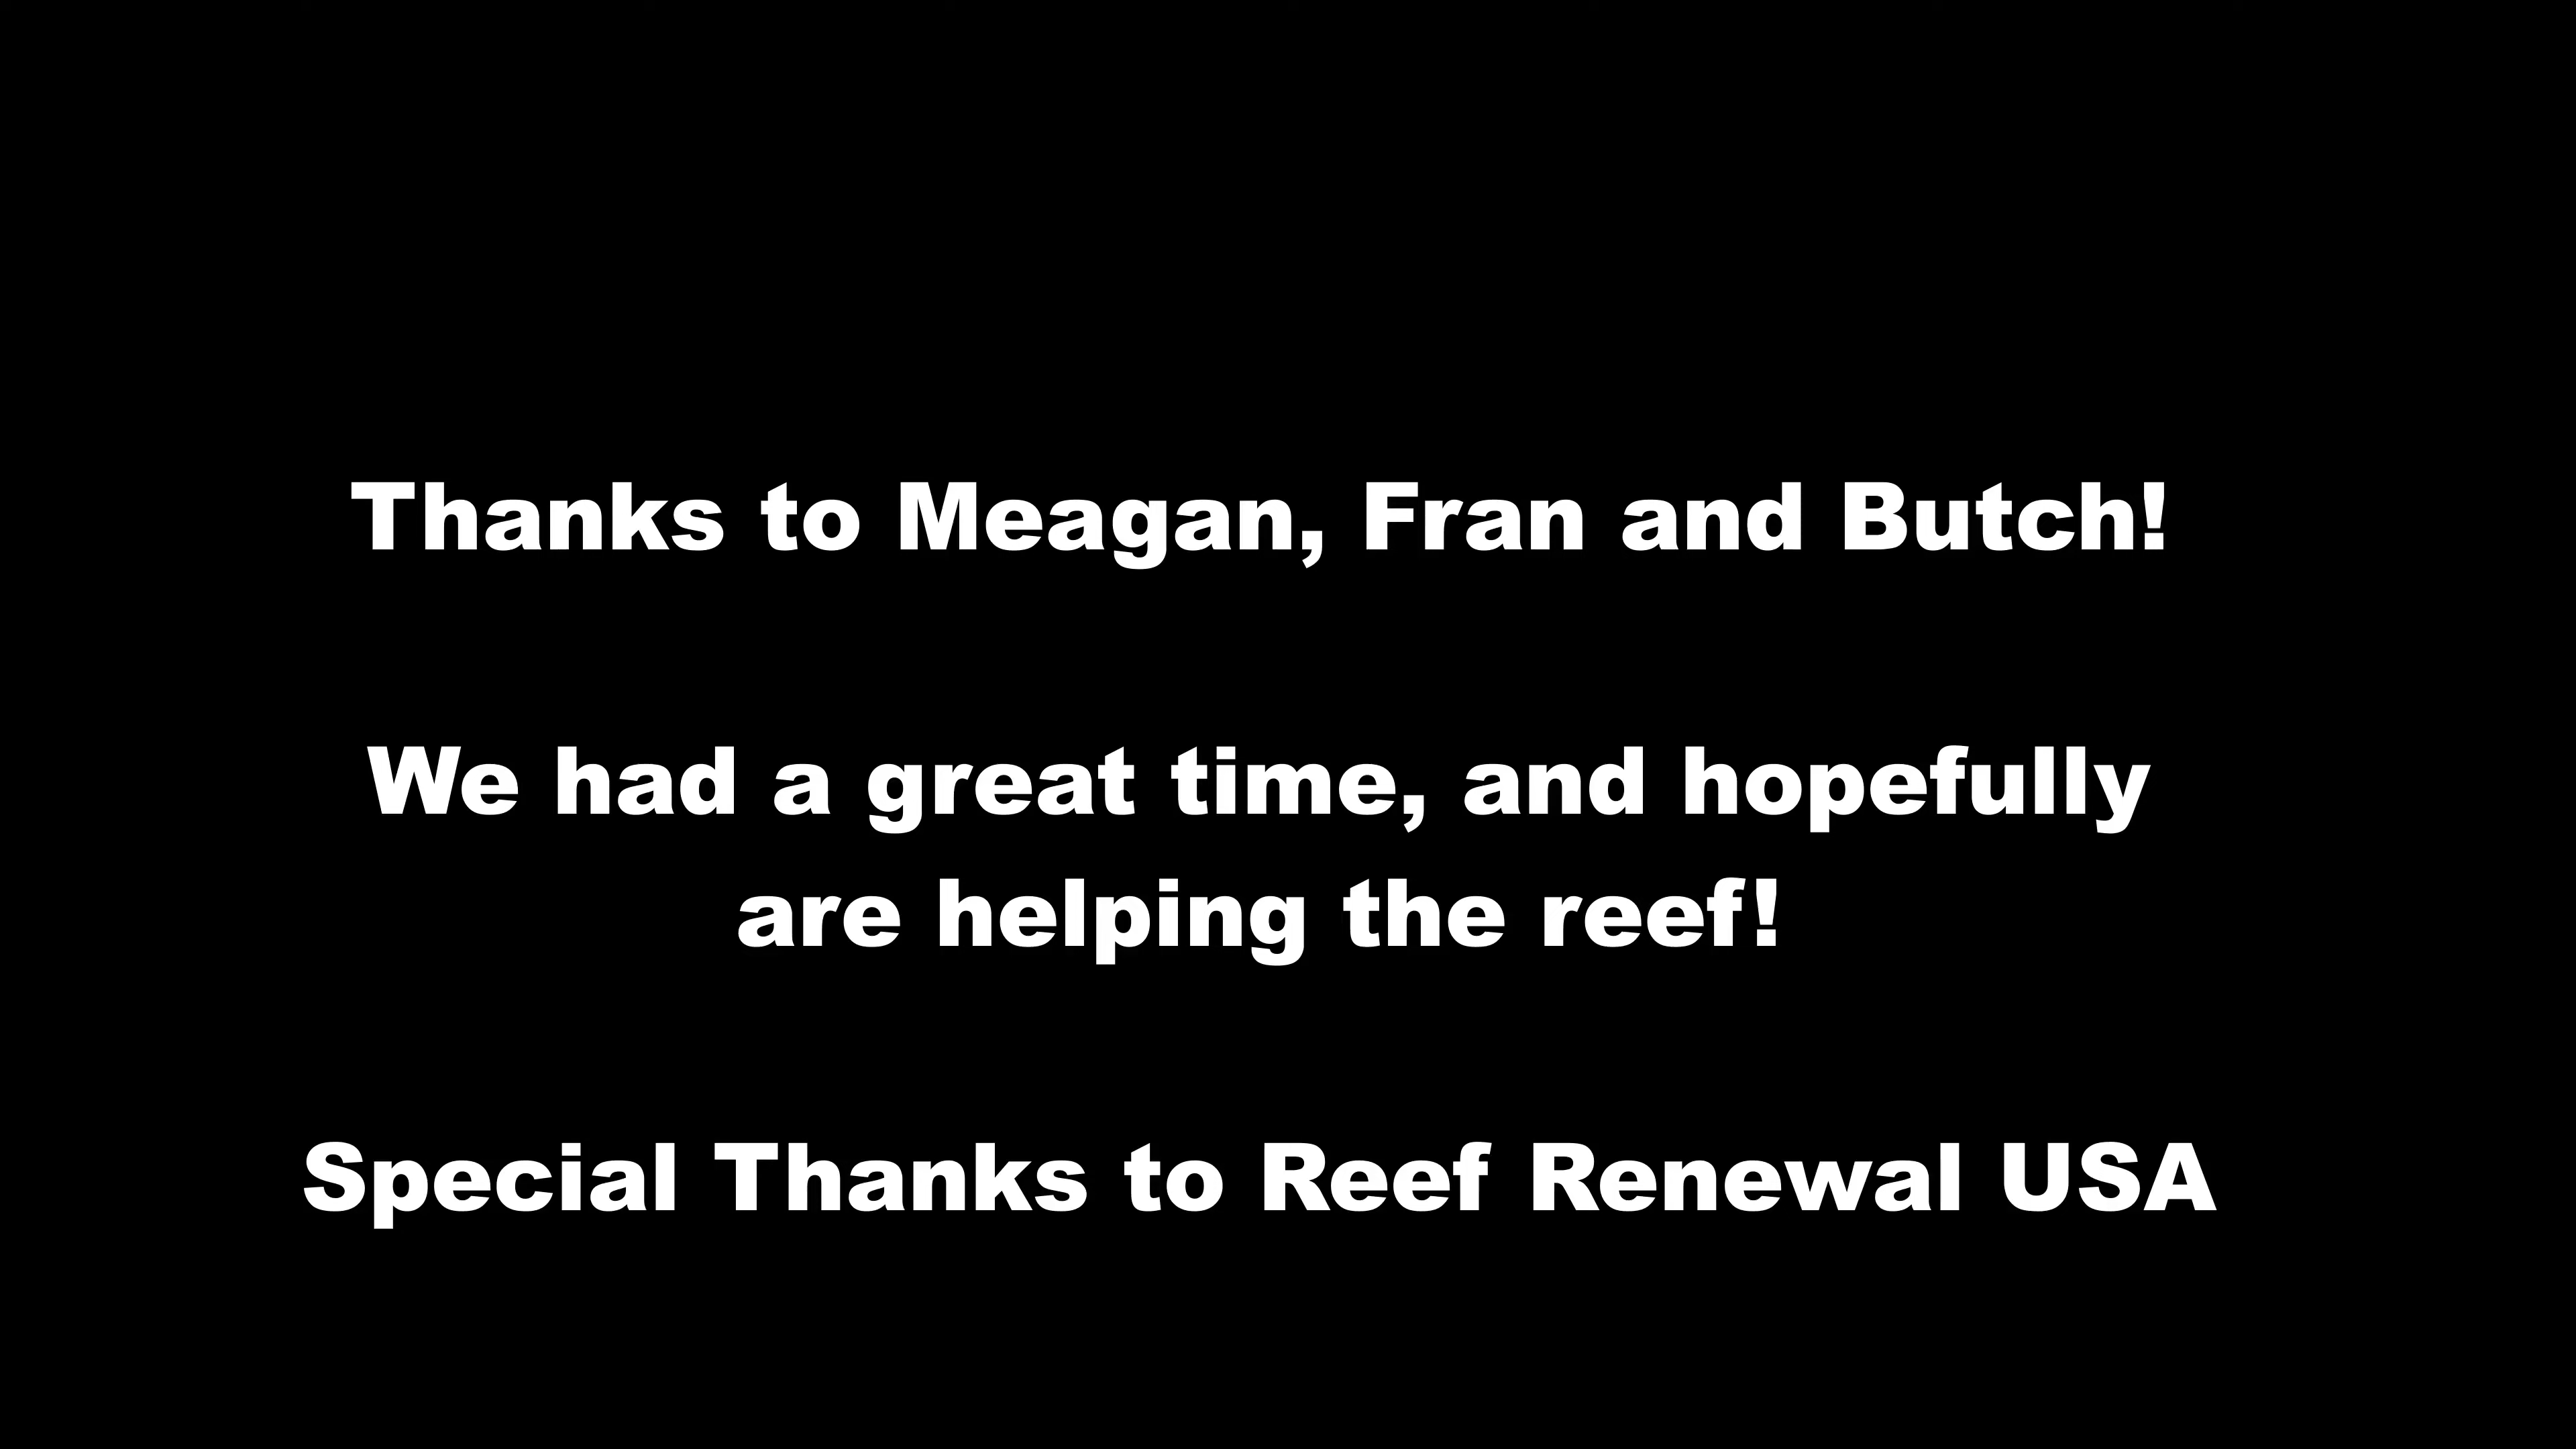 Thanks to Meagan, Fran and Butch!
We had a great time, and hopefully
are helping the reef!
Special Thanks to Reef Renewal USA